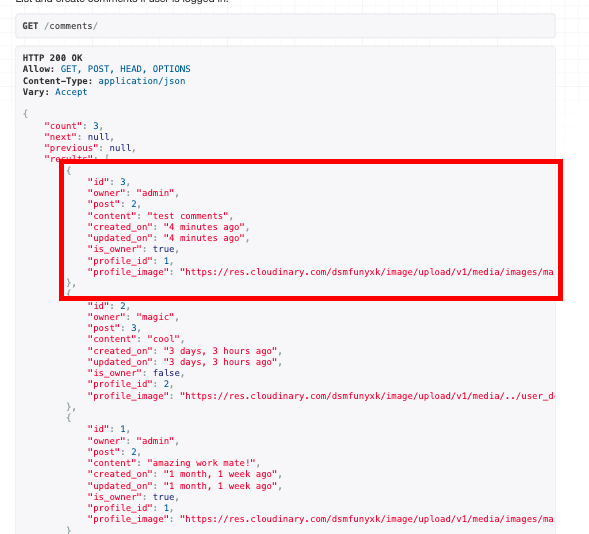 List and create comments if user is logged in.
GET /comments/
HTTP 200 OK
Allow: GET, POST, HEAD, OPTIONS
Content-Type: application/json
Vary: Accept
{
"count": 3,
"next": null,
"previous": null,
"results": [
{
"id": 3,
"owner": "admin",
"post": 2,
"content": "test comments",
"created_on": "4 minutes ago",
"updated_on": "4 minutes ago",
"is_owner": true,
"profile_id": 1,
"profile_image": "https://res.cloudinary.com/dsmfunyxk/image/upload/v1/media/images/ma
},
{
"id": 2,
"owner": "magic",
"post": 3,
"content": "cool",
"created_on": "3 days, 3 hours ago",
"updated_on": "3 days, 3 hours ago",
"is_owner": false,
"profile_id": 2,
"profile_image": "https://res.cloudinary.com/dsmfunyxk/image/upload/v1/media/../user_d
},
{
"id": 1,
"owner": "admin",
"post": 2,
"content": "amazing work mate!",
"created_on": "1 month, 1 week ago",
"updated_on": "1 month, 1 week ago",
"is_owner": true,
"profile_id": 1,
"profile_image": "https://res.cloudinary.com/dsmfunyxk/image/upload/v1/media/images/ma
}